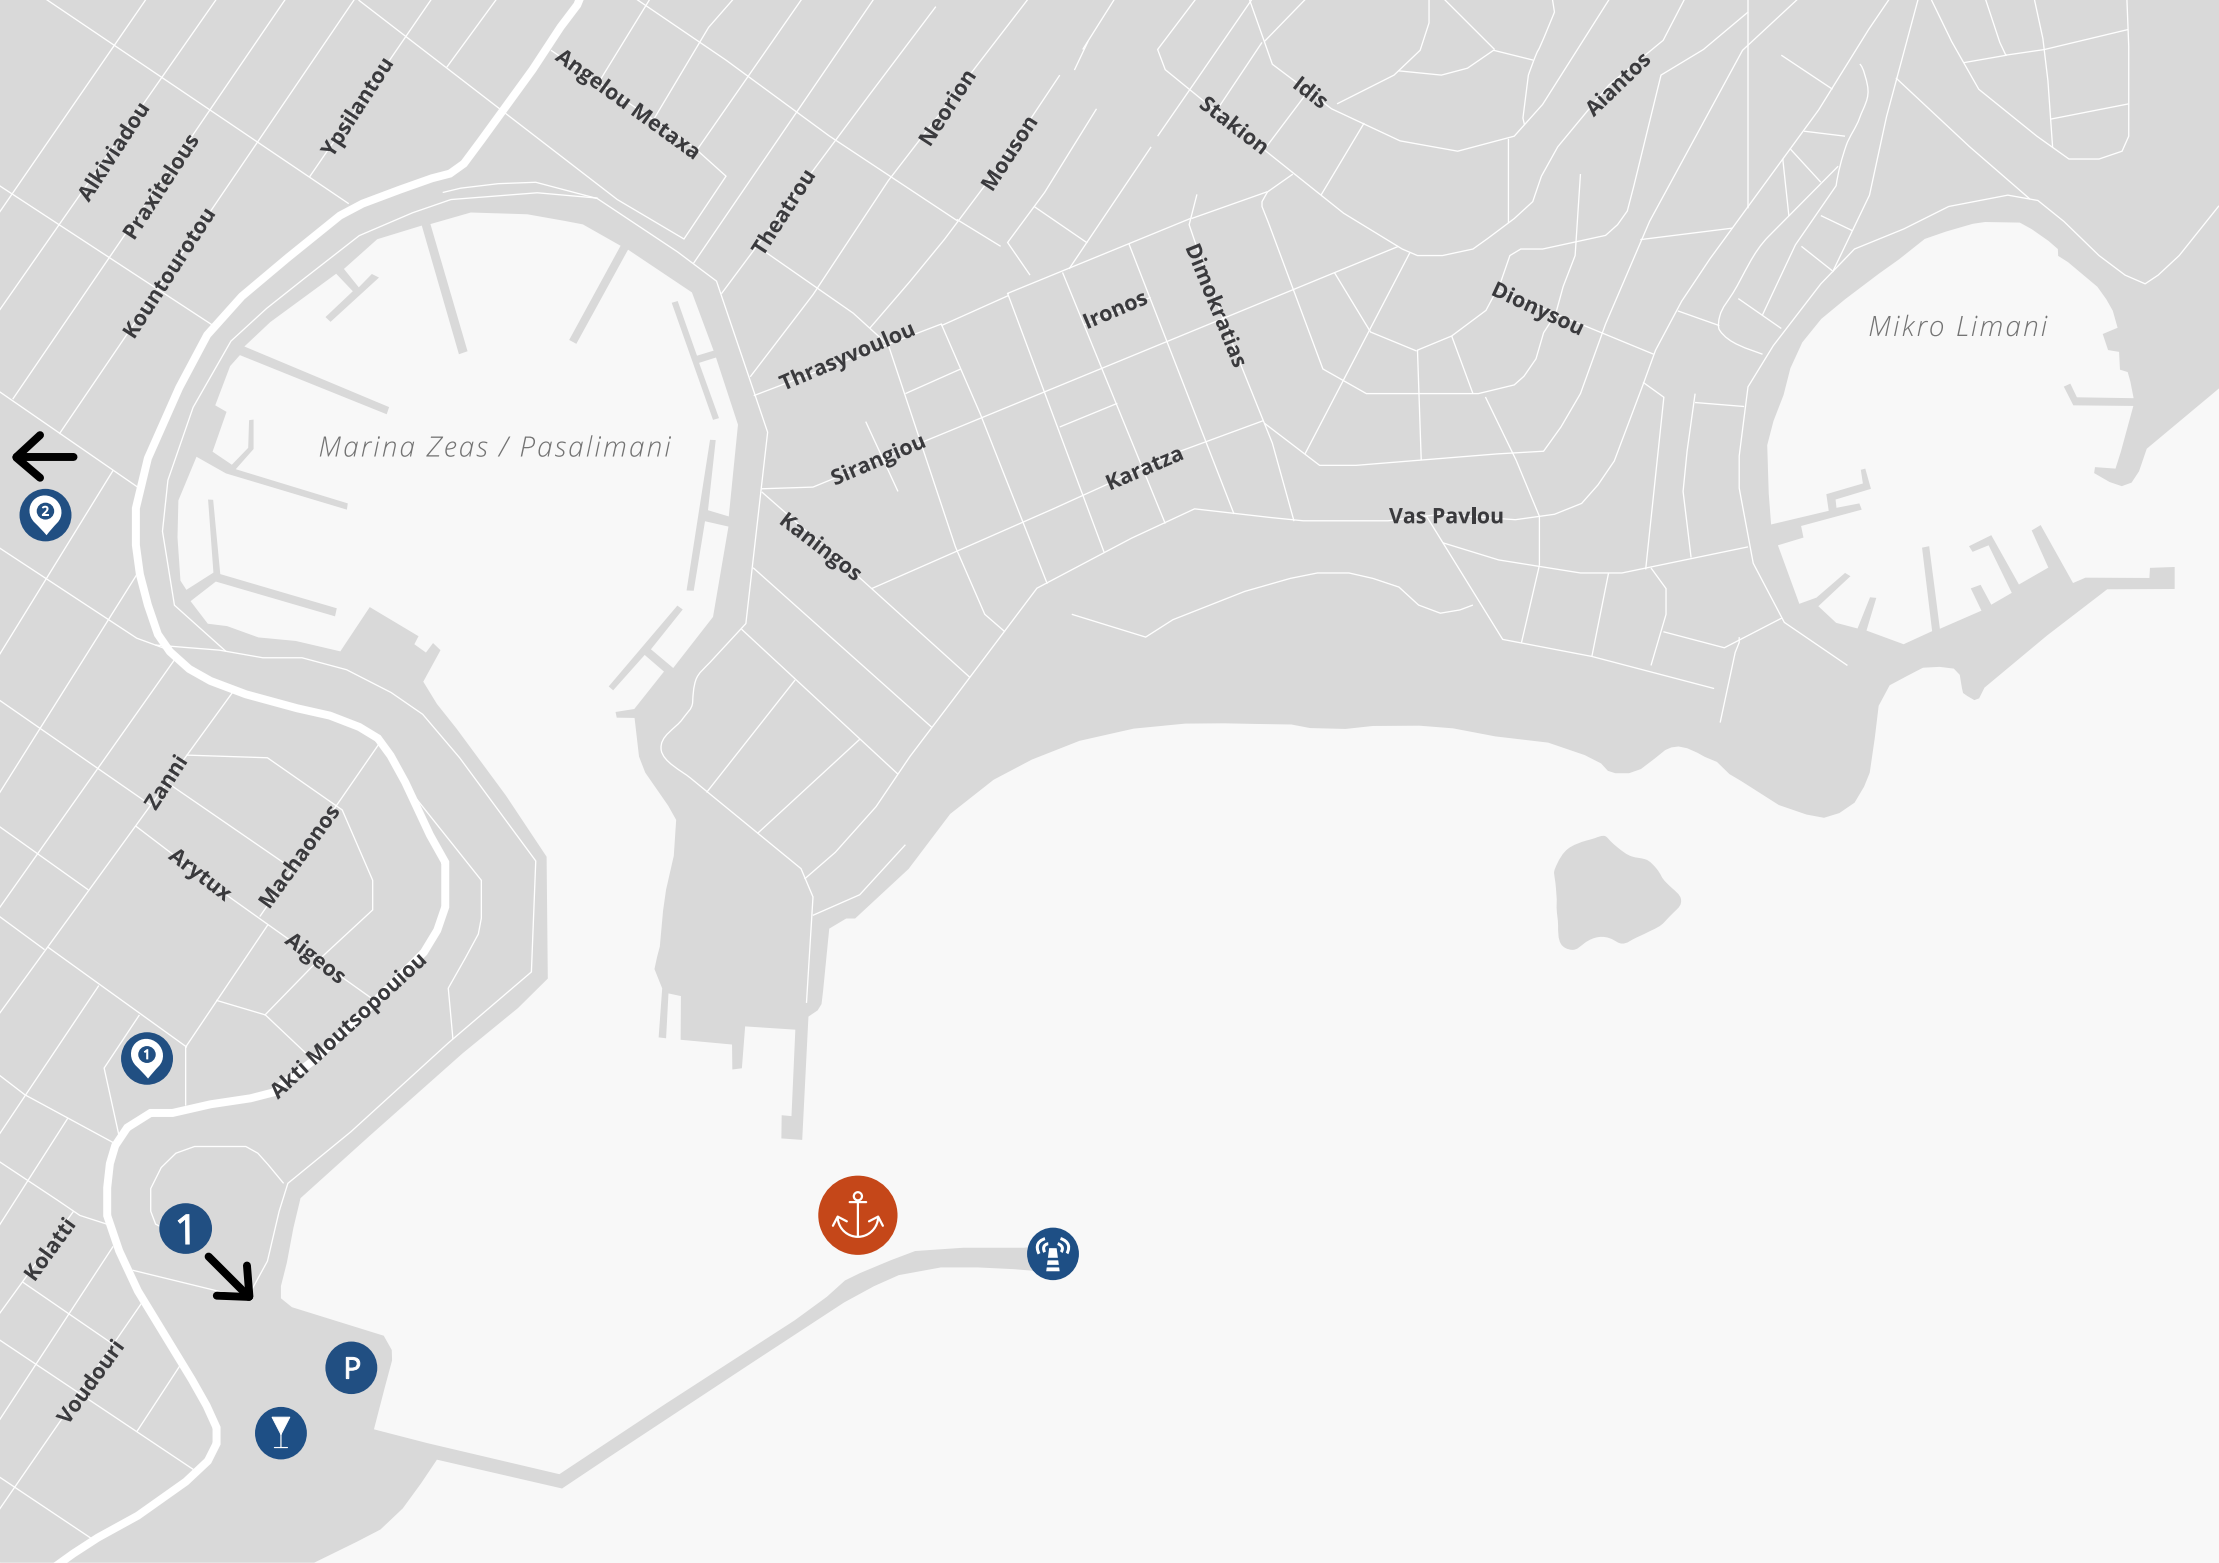 Angelou Metaxa
Ypsilantou
Neorion
Idis
Aiantos
Alkiviadou
Praxitelous
Mouson
Stakion
Theatrou
Kountourotou
Dimokratias
Ironos
Dionysou
Mikro Limani
Thrasyvoulou
Marina Zeas / Pasalimani
Sirangiou
Karatza
2
Vas Pavlou
Kaningos
Zanni
Machaonos
Arytux
Aigeos
Akti Moutsopouiou
1
1
Kolati
Voudouri
P